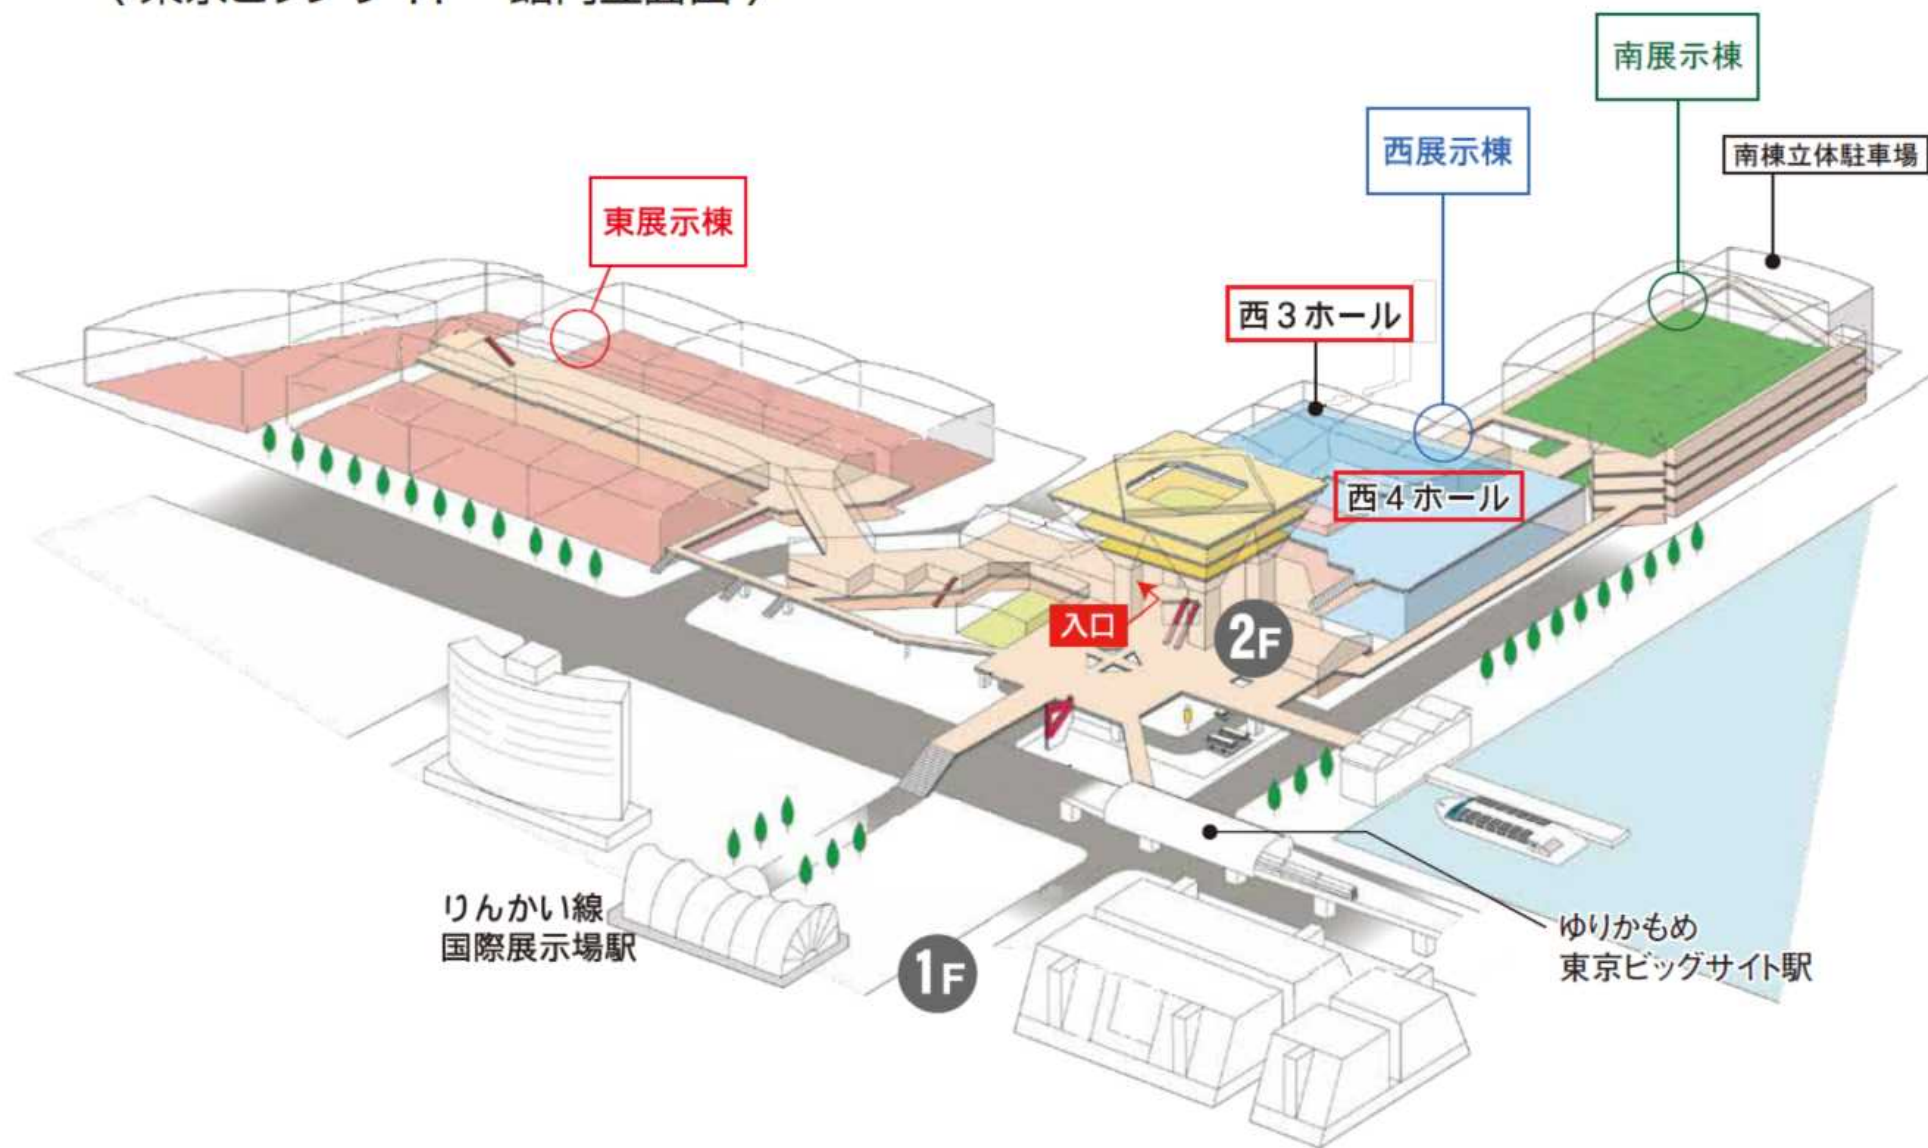 南展示棟
西展示棟
南棟立体駐車場
東展示棟
西3ホール
西4ホール
入口
2F
りんかい線
国際展示場駅
1F
ゆりかもめ
東京ビッグサイト駅